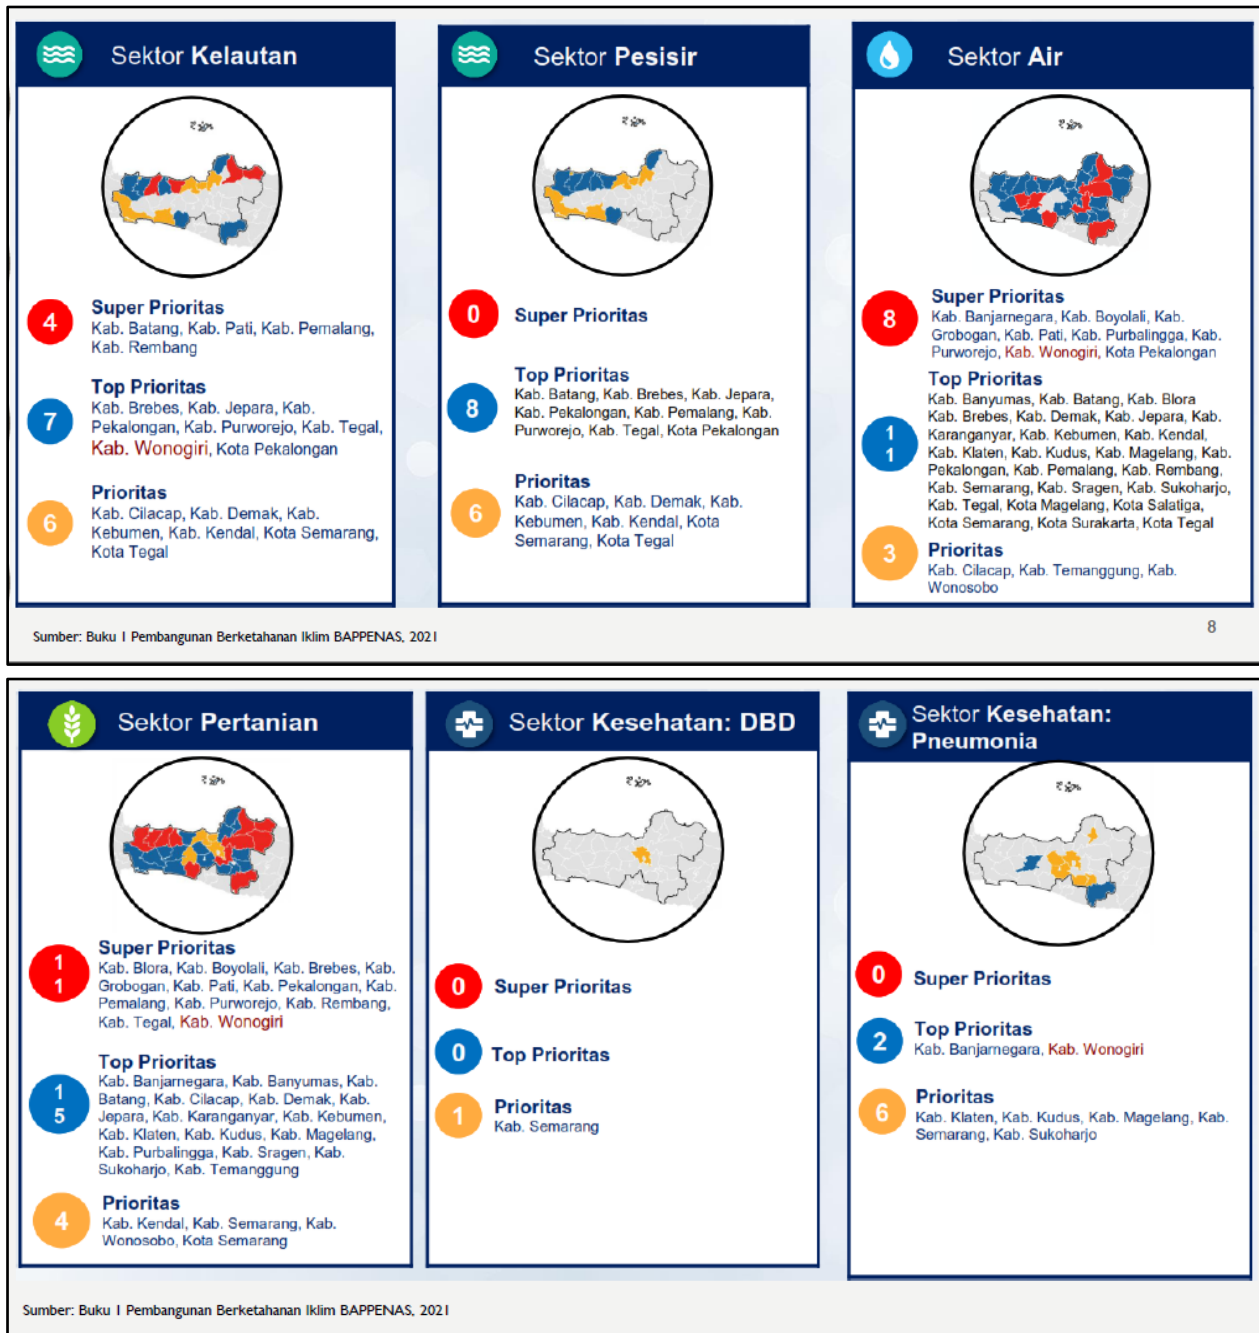 Sektor Kelautan
Super Prioritas
4
Kab. Batang, Kab. Pati, Kab. Pemalang,
Kab. Rembang
Top Prioritas
7
Kab. Brebes, Kab. Jepara, Kab.
Pekalongan, Kab. Purworejo, Kab. Tegal,
Kab. Wonogiri, Kota Pekalongan
Prioritas
6
Kab. Cilacap, Kab. Demak, Kab.
Kebumen, Kab. Kendal, Kota Semarang,
Kota Tegal
Sektor Pesisir
0
Super Prioritas
Top Prioritas
8
Kab. Batang, Kab. Brebes, Kab. Jepara,
Kab. Pekalongan, Kab. Pemalang, Kab.
Purworejo, Kab. Tegal, Kota Pekalongan
Prioritas
6
Kab. Cilacap, Kab. Demak, Kab.
Kebumen, Kab. Kendal, Kota
Semarang, Kota Tegal
Sektor Air
Super Prioritas
8
Kab. Banjarnegara, Kab. Boyolali, Kab.
Grobogan, Kab. Pati, Kab. Purbalingga, Kab.
Purworejo, Kab. Wonogiri, Kota Pekalongan
Top Prioritas
1
1
Kab. Banyumas, Kab. Batang, Kab. Blora
Kab. Brebes, Kab. Demak, Kab. Jepara, Kab.
Karanganyar, Kab. Kebumen, Kab. Kendal,
Kab. Klaten, Kab. Kudus, Kab. Magelang, Kab.
Pekalongan, Kab. Pemalang, Kab. Rembang,
Kab. Semarang, Kab. Sragen, Kab. Sukoharjo,
Kab. Tegal, Kota Magelang, Kota Salatiga,
Kota Semarang, Kota Surakarta, Kota Tegal
Prioritas
3
Kab. Cilacap, Kab. Temanggung, Kab.
Wonosobo
Sumber: Buku 1 Pembangunan Berketahanan Iklim BAPPENAS, 2021
8
Sektor Pertanian
Super Prioritas
1
1
Kab. Blora, Kab. Boyolali, Kab. Brebes, Kab.
Grobogan, Kab. Pati, Kab. Pekalongan, Kab.
Pemalang, Kab. Purworejo, Kab. Rembang,
Kab. Tegal, Kab. Wonogiri
Top Prioritas
1
5
Kab. Banjarnegara, Kab. Banyumas, Kab.
Batang, Kab. Cilacap, Kab. Demak, Kab.
Jepara, Kab. Karanganyar, Kab. Kebumen,
Kab. Klaten, Kab. Kudus, Kab. Magelang,
Kab. Purbalingga, Kab. Sragen, Kab.
Sukoharjo, Kab. Temanggung
Prioritas
4
Kab. Kendal, Kab. Semarang, Kab.
Wonosobo, Kota Semarang
Sektor Kesehatan: DBD
0
Super Prioritas
0
Top Prioritas
1
Prioritas
Kab. Semarang
Sektor Kesehatan:
Pneumonia
0
Super Prioritas
2
Top Prioritas
Kab. Banjarnegara, Kab. Wonogiri
6
Prioritas
Kab. Klaten, Kab. Kudus, Kab. Magelang, Kab.
Semarang, Kab. Sukoharjo
Sumber: Buku 1 Pembangunan Berketahanan Iklim BAPPENAS, 2021